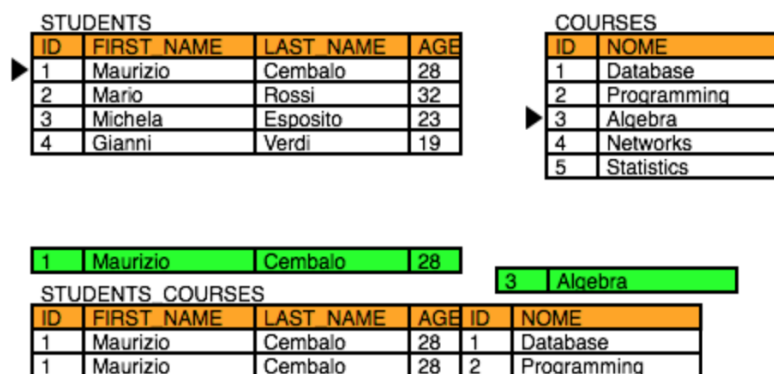 STUDENTS
ID FIRST_NAME LAST_NAME AGE
1 Maurizio Cembalo 28
2 Mario Rossi 32
3 Michela Esposito 23
4 Gianni Verdi 19
COURSES
ID NOME
1 Database
2 Programming
3 Algebra
4 Networks
5 Statistics
1 Maurizio Cembalo 28
3 Algebra
STUDENTS_COURSES
ID FIRST_NAME LAST_NAME AGE ID NOME
1 Maurizio Cembalo 28 1 Database
1 Maurizio Cembalo 28 2 Programming